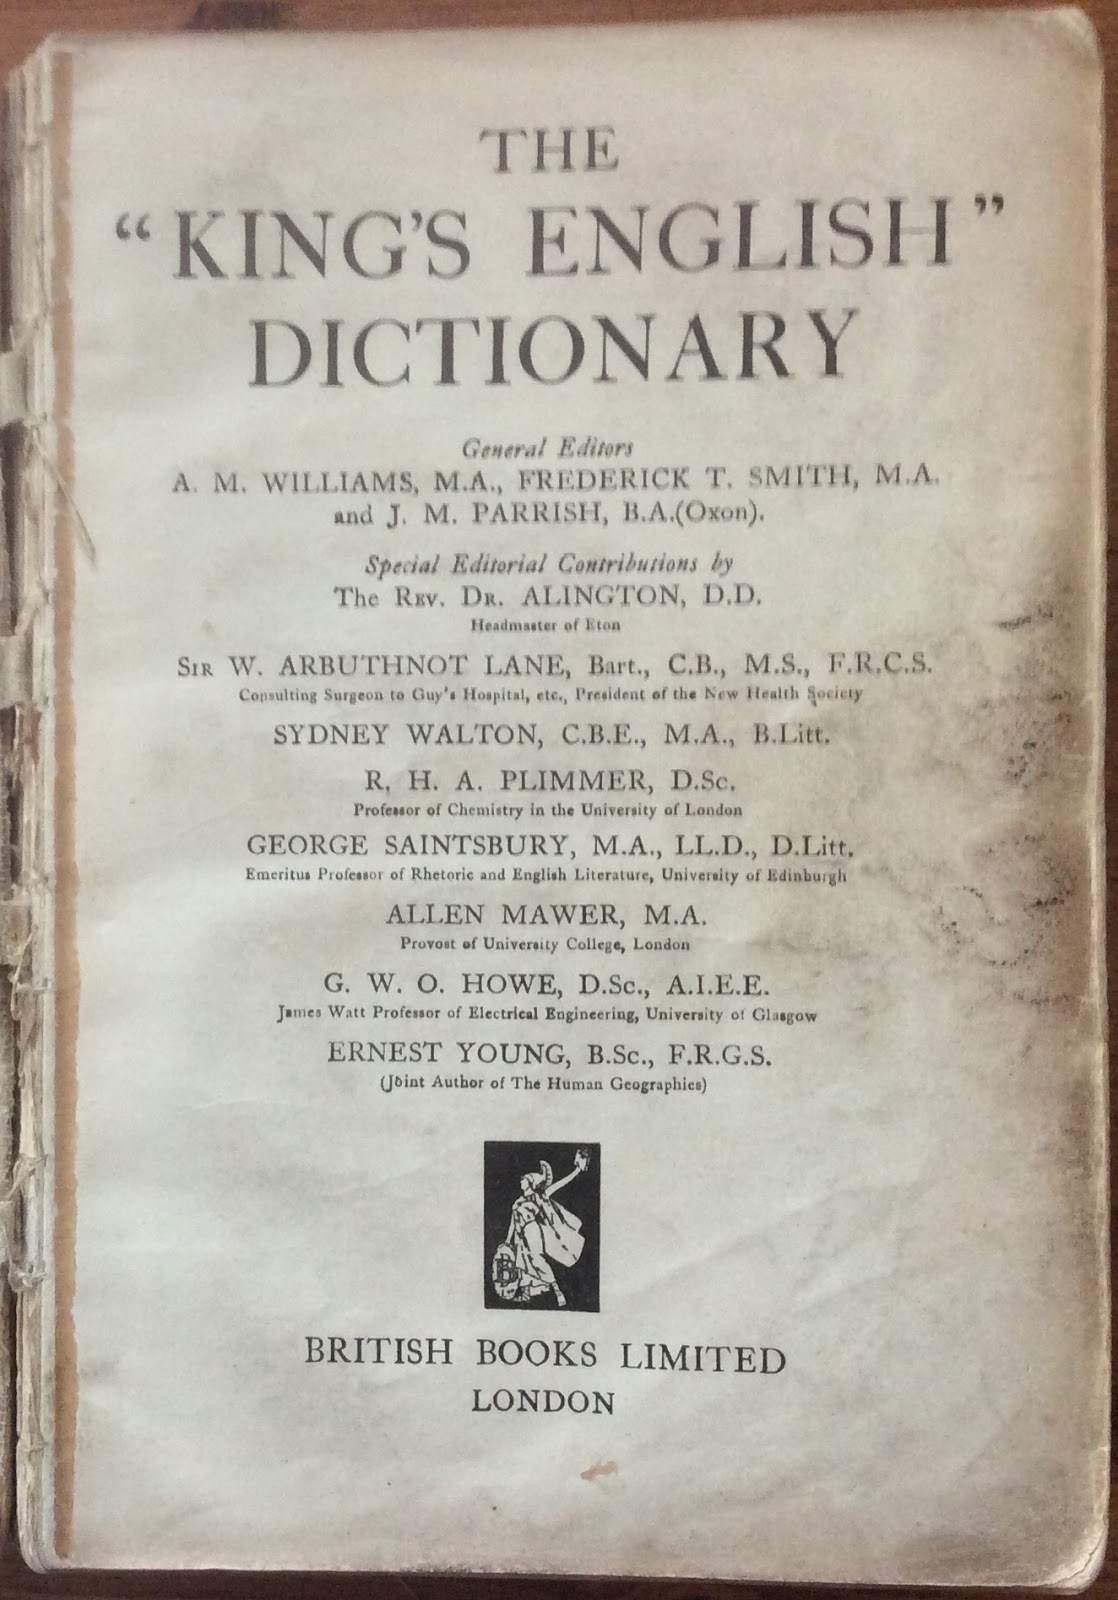 THE
“KING'S ENGLISH”
DICTIONARY
General Editors
A. M. WILLIAMS, M.A., FREDERICK T. SMITH, M.A.
and J. M. PARRISH, B.A.(Oxon).
Special Editorial Contributions by
The REV. DR. ALINGTON, D.D.
Headmaster of Eton
SIR W. ARBUTHNOT LANE, Bart., C.B., M.S., F.R.C.S.
Consulting Surgeon to Guy's Hospital, etc., President of the New Health Society
SYDNEY WALTON, C.B.E., M.A., B.Litt.
R. H. A. PLIMMER, D.Sc.
Professor of Chemistry in the University of London
GEORGE SAINTSBURY, M.A., LL.D., D.Litt.
Emeritus Professor of Rhetoric and English Literature, University of Edinburgh
ALLEN MAWER, M.A.
Provost of University College, London
G. W. O. HOWE, D.Sc., A.I.E.E.
James Watt Professor of Electrical Engineering, University of Glasgow
ERNEST YOUNG, B.Sc., F.R.G.S.
(Joint Author of The Human Geographies)
BB
BRITISH BOOKS LIMITED
LONDON